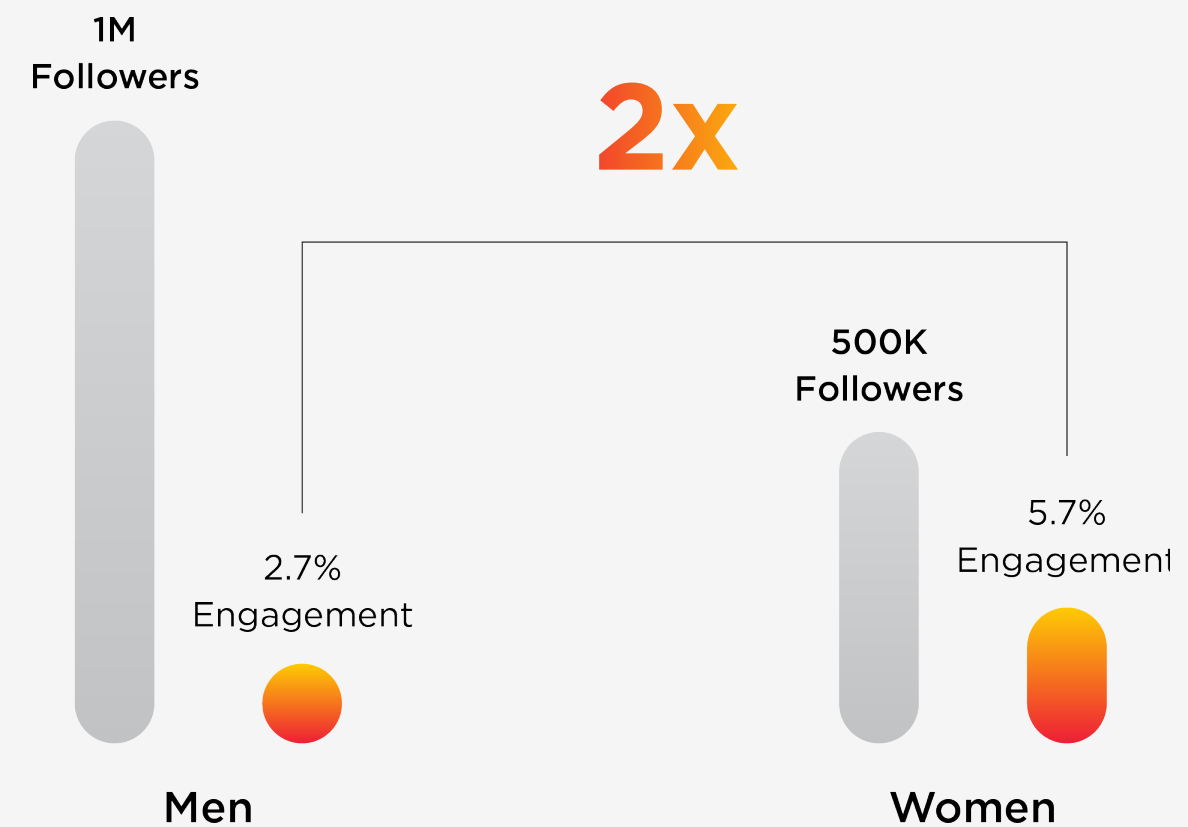 1M
Followers
2x
500K
Followers
5.7%
Engagement
2.7%
Engagement
Men
Women